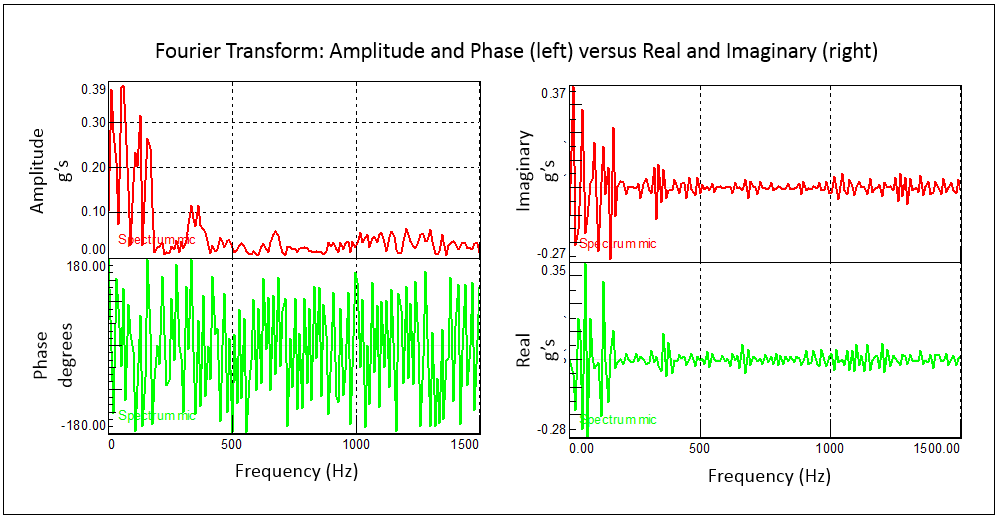 Fourier Transform: Amplitude and Phase (left) versus Real and Imaginary (right)
Amplitude
g's
0.39
0.30
0.20
0.10
0.00
Spectrum mic
Phase
degrees
180.00
-180.00
Spectrum mic
0
500
1000
1500
Frequency (Hz)
Imaginary
g's
0.37
-0.27
Spectrum mic
Real
g's
0.35
-0.28
Spectrum mic
0.00
500
1000
1500.00
Frequency (Hz)